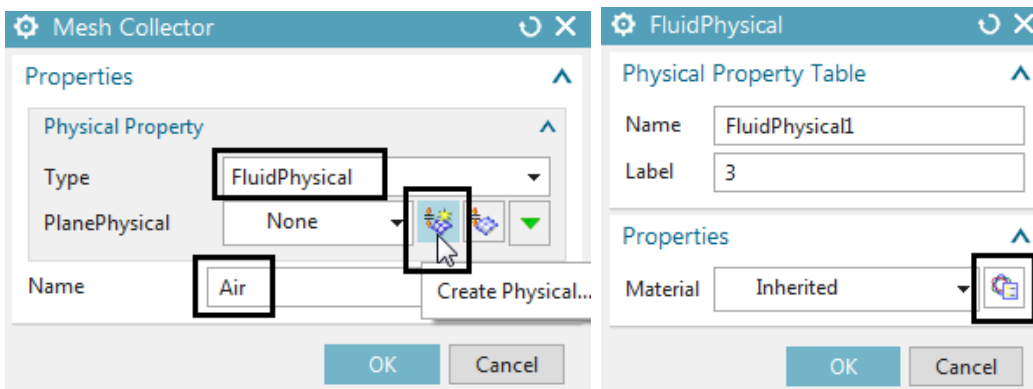 Mesh Collector
Properties
Physical Property
Type FluidPhysical
PlanePhysical None
Name Air
Create Physical...
OK Cancel
FluidPhysical
Physical Property Table
Name FluidPhysical1
Label 3
Properties
Material Inherited
OK Cancel